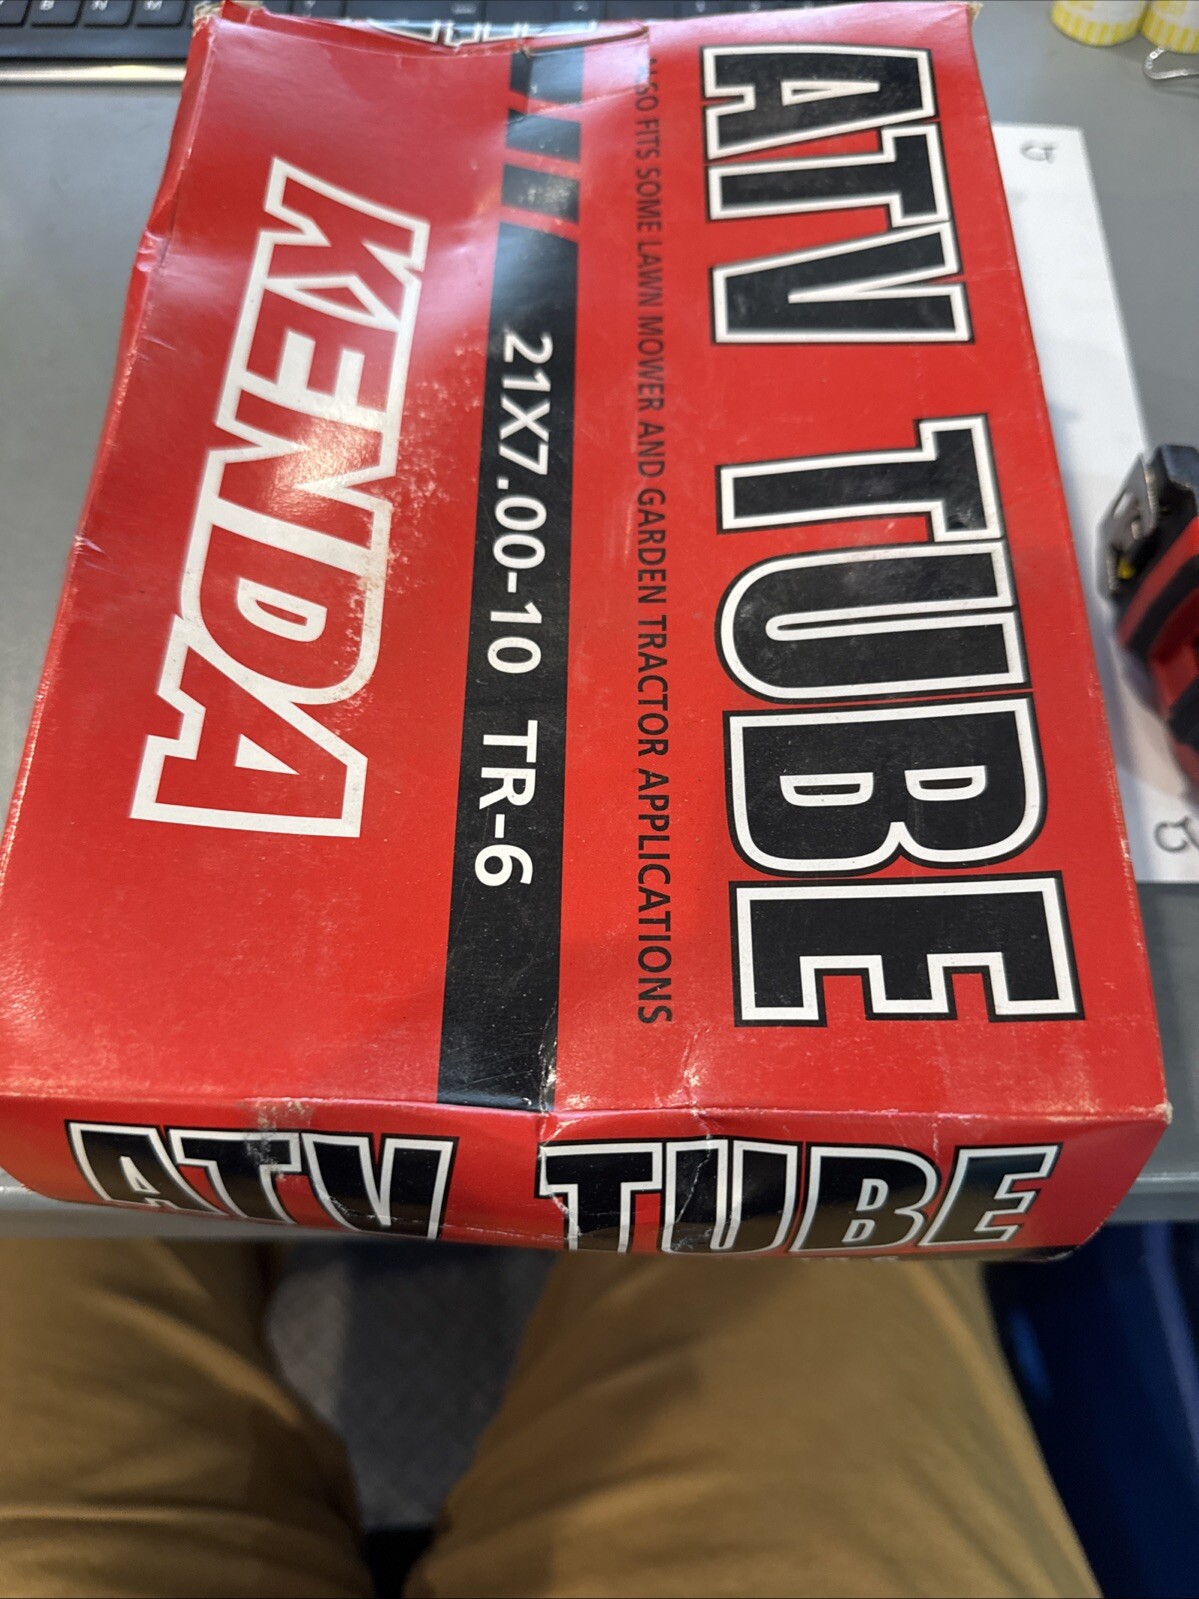 ATV TUBE
ALSO FITS SOME LAWN MOWER AND GARDEN TRACTOR APPLICATIONS
21X7.00-10 TR-6
KENDA
ATV TUBE
B N M